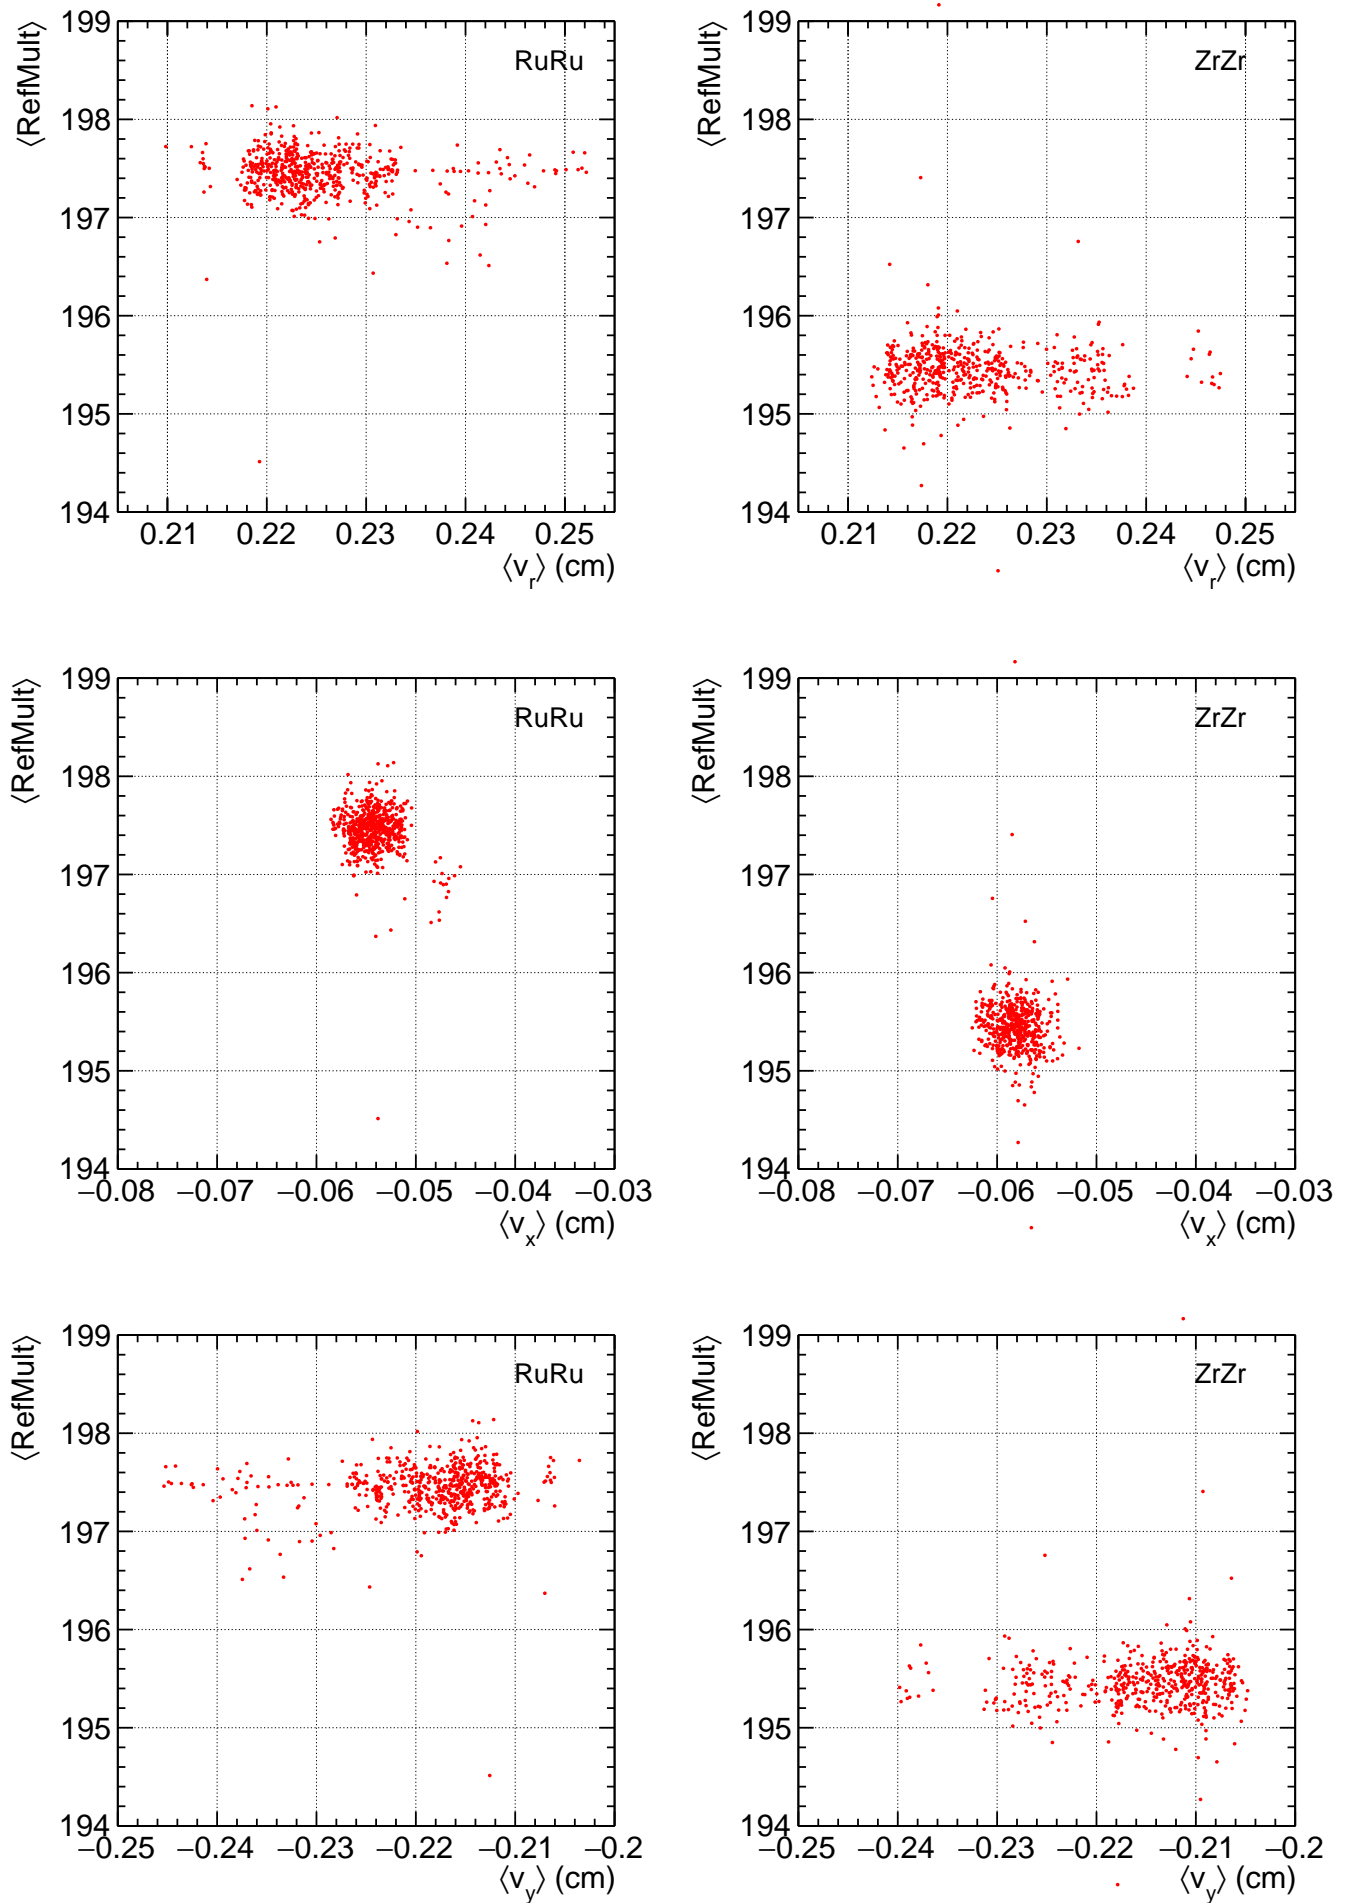 ⟨RefMult⟩
199
198
197
196
195
194
RuRu
0.21 0.22 0.23 0.24 0.25
⟨v_r⟩ (cm)
⟨RefMult⟩
199
198
197
196
195
194
ZrZr
0.21 0.22 0.23 0.24 0.25
⟨v_r⟩ (cm)
⟨RefMult⟩
199
198
197
196
195
194
RuRu
−0.08 −0.07 −0.06 −0.05 −0.04 −0.03
⟨v_x⟩ (cm)
⟨RefMult⟩
199
198
197
196
195
194
ZrZr
−0.08 −0.07 −0.06 −0.05 −0.04 −0.03
⟨v_x⟩ (cm)
⟨RefMult⟩
199
198
197
196
195
194
RuRu
−0.25 −0.24 −0.23 −0.22 −0.21 −0.2
⟨v_y⟩ (cm)
⟨RefMult⟩
199
198
197
196
195
194
ZrZr
−0.25 −0.24 −0.23 −0.22 −0.21 −0.2
⟨v_y⟩ (cm)